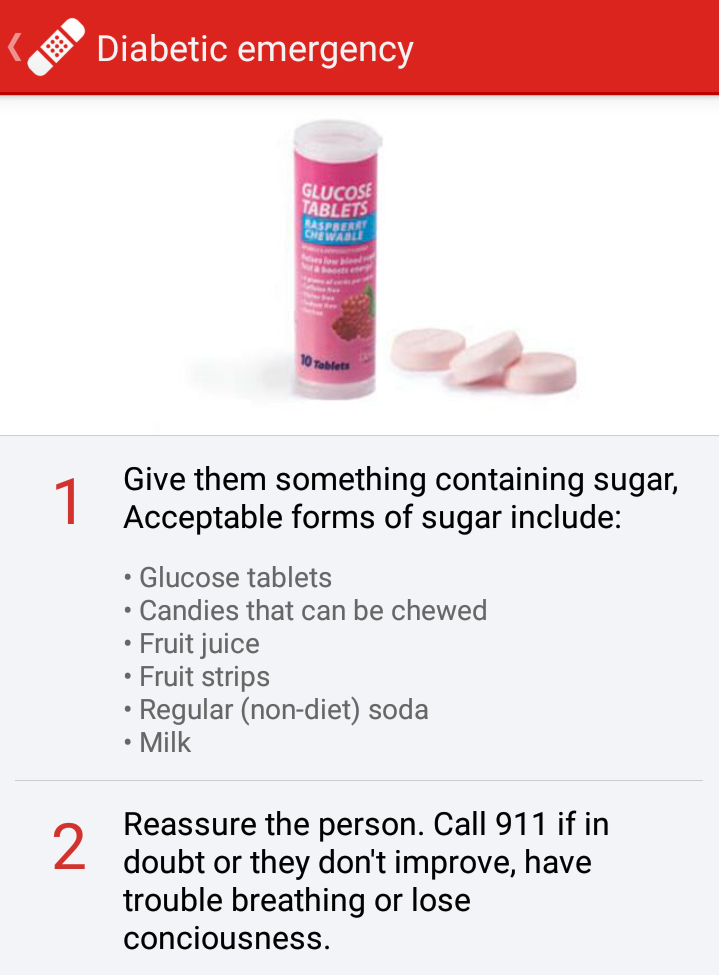 Diabetic emergency
GLUCOSE
TABLETS
RASPBERRY
CHEWABLE
10 Tablets
1
Give them something containing sugar,
Acceptable forms of sugar include:
• Glucose tablets
• Candies that can be chewed
• Fruit juice
• Fruit strips
• Regular (non-diet) soda
• Milk
2
Reassure the person. Call 911 if in
doubt or they don't improve, have
trouble breathing or lose
conciousness.